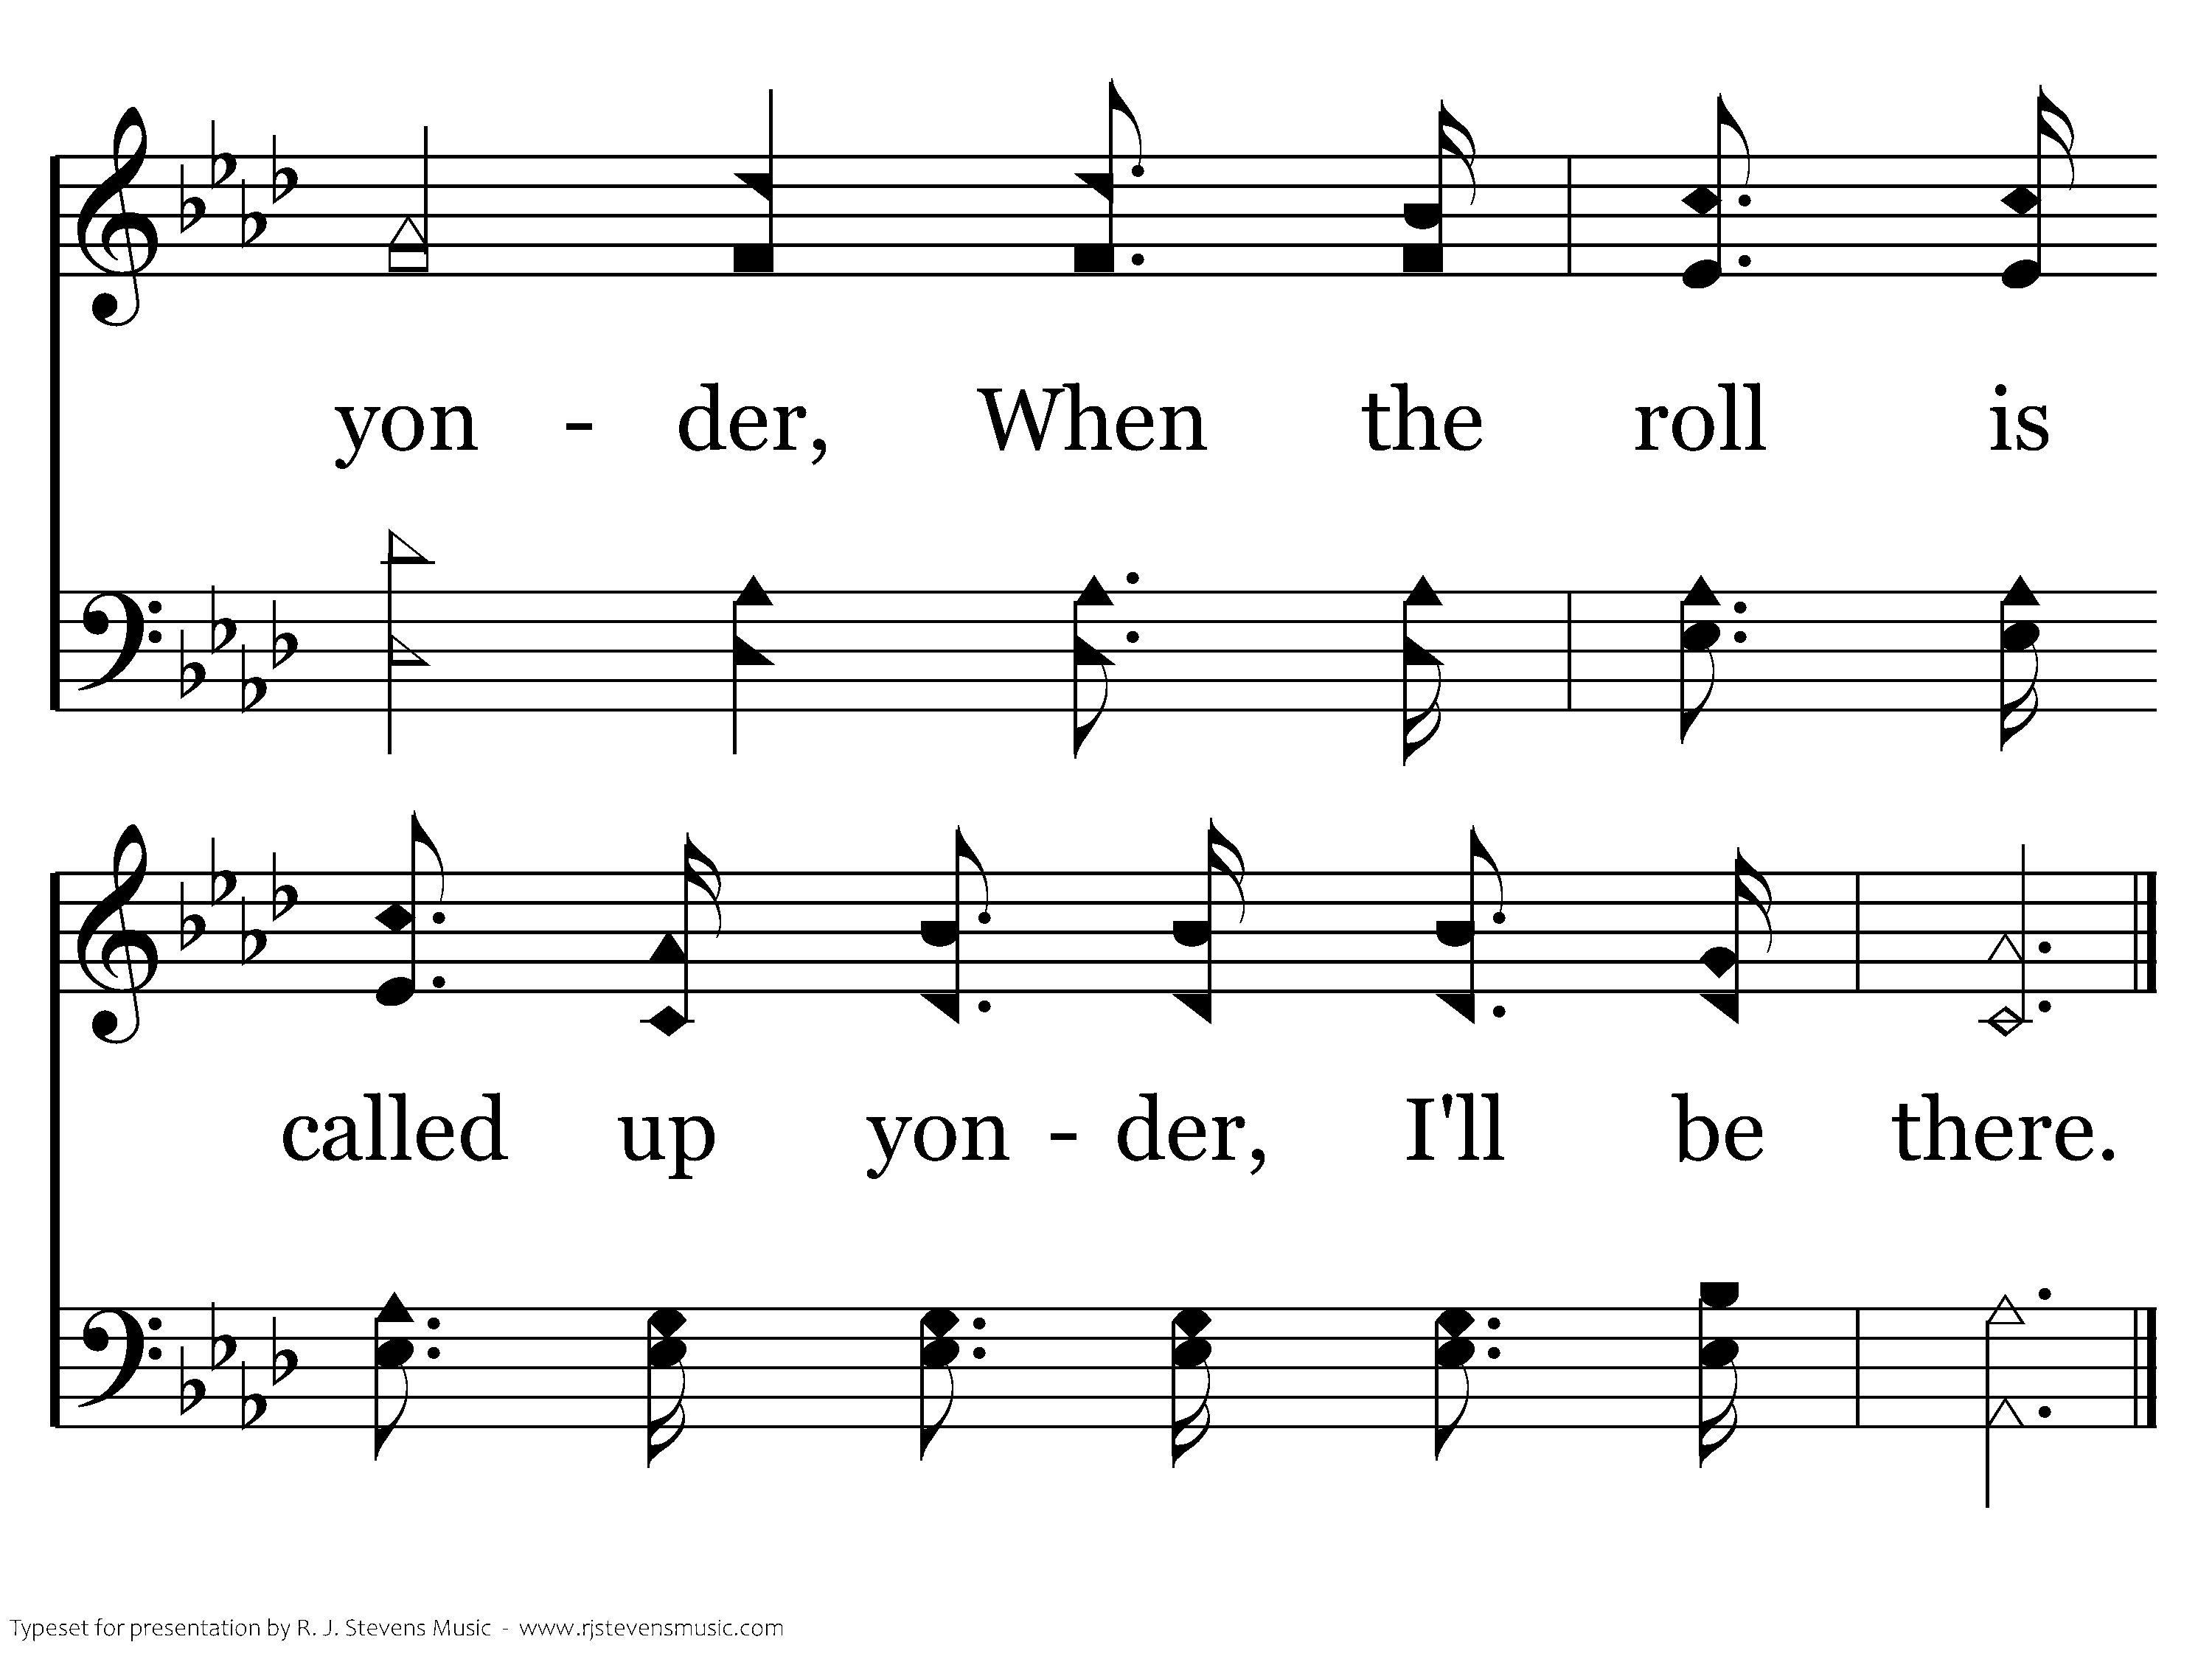 yon - der, When the roll is
called up yon - der, I'll be there.
Typeset for presentation by R. J. Stevens Music - www.rjstevensmusic.com